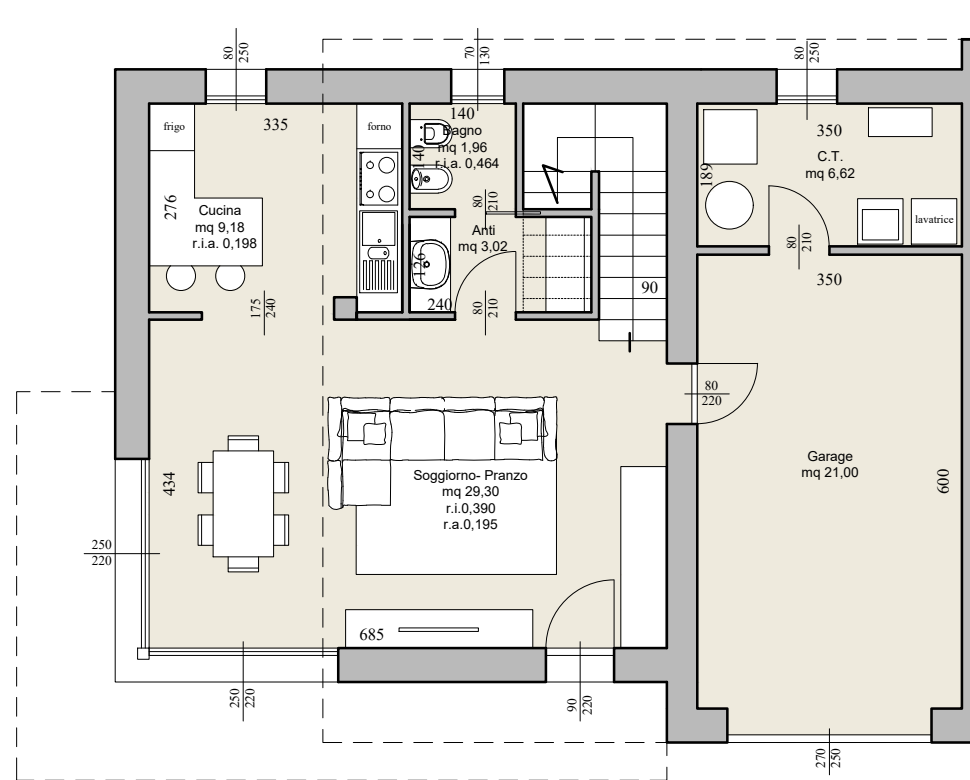 80
250
70
130
80
250
frigo
335
forno
140
Bagno
mq 1,96
r.i.a. 0,464
140
350
C.T.
mq 6,62
189
lavatrice
276
Cucina
mq 9,18
r.i.a. 0,198
80
210
Anti
mq 3,02
126
240
80
210
90
80
210
350
175
240
80
220
434
Soggiorno- Pranzo
mq 29,30
r.i.0,390
r.a.0,195
Garage
mq 21,00
600
250
220
685
250
220
90
220
270
250